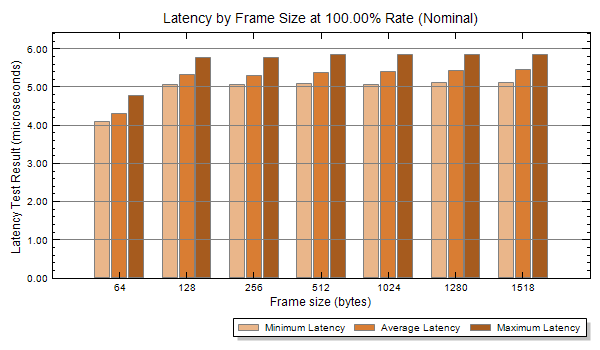 Latency by Frame Size at 100.00% Rate (Nominal)
Latency Test Result (microseconds)
6.00
5.00
4.00
3.00
2.00
1.00
0.00
64 128 256 512 1024 1280 1518
Frame size (bytes)
Minimum Latency Average Latency Maximum Latency